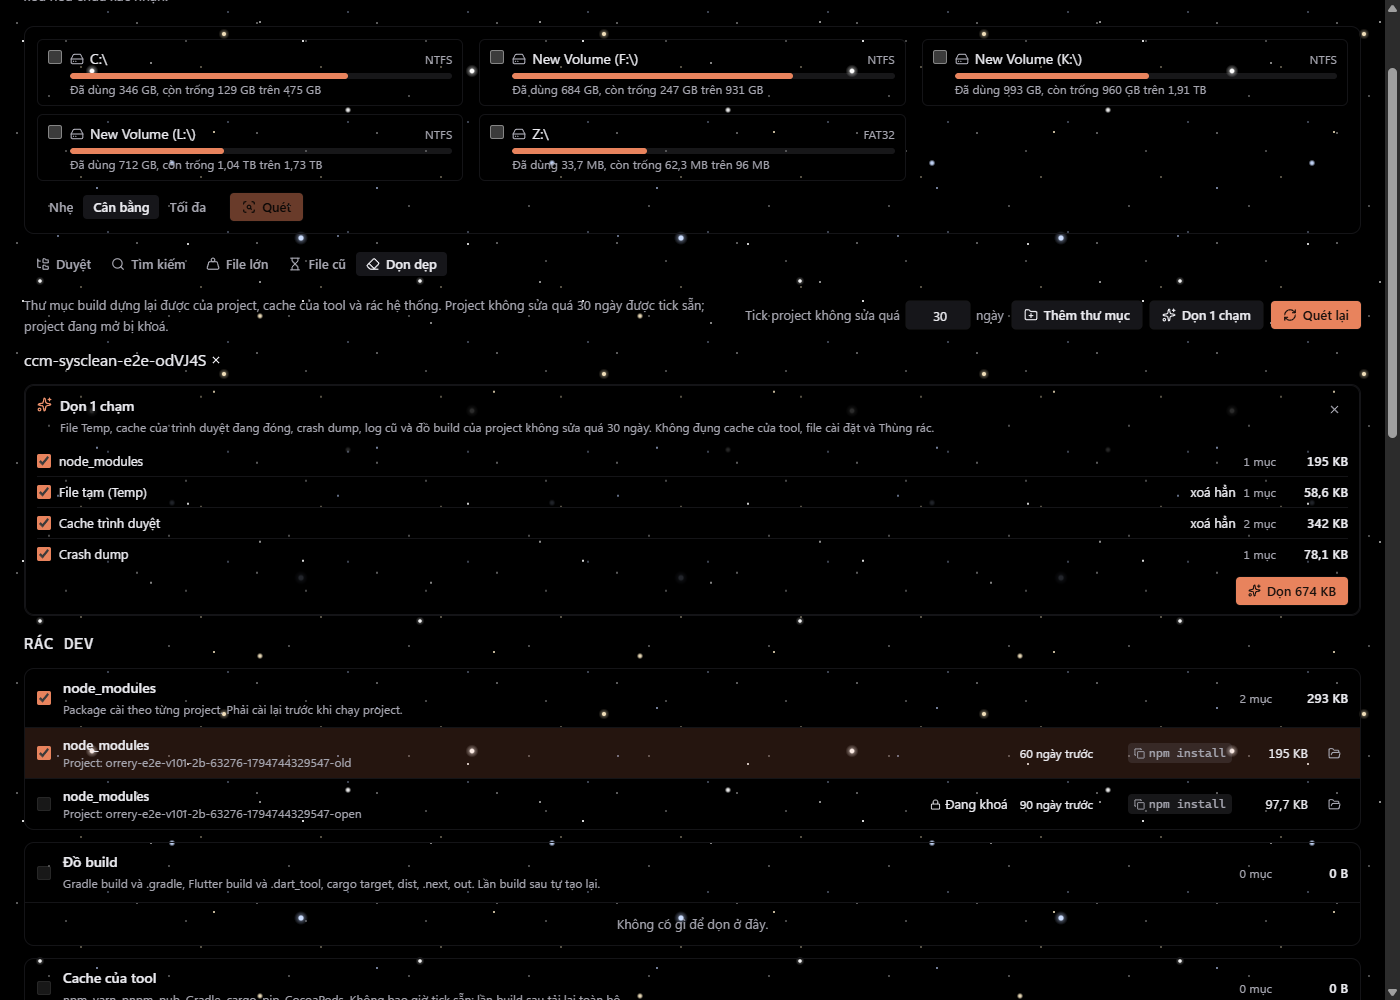 C:\
NTFS
Đã dùng 346 GB, còn trống 129 GB trên 475 GB
New Volume (F:\)
NTFS
Đã dùng 684 GB, còn trống 247 GB trên 931 GB
New Volume (K:\)
NTFS
Đã dùng 993 GB, còn trống 960 GB trên 1,91 TB
New Volume (L:\)
NTFS
Đã dùng 712 GB, còn trống 1,04 TB trên 1,73 TB
Z:\
FAT32
Đã dùng 33,7 MB, còn trống 62,3 MB trên 96 MB
Nhẹ
Cân bằng
Tối đa
Quét
Duyệt
Tìm kiếm
File lớn
File cũ
Dọn dẹp
Thư mục build dựng lại được của project, cache của tool và rác hệ thống. Project không sửa quá 30 ngày được tick sẵn;
project đang mở bị khoá.
Tick project không sửa quá
30
ngày
Thêm thư mục
Dọn 1 chạm
Quét lại
ccm-sysclean-e2e-odVJ4S ×
Dọn 1 chạm
File Temp, cache của trình duyệt đang đóng, crash dump, log cũ và đồ build của project không sửa quá 30 ngày. Không đụng cache của tool, file cài đặt và Thùng rác.
node_modules
1 mục
195 KB
File tạm (Temp)
xoá hẳn
1 mục
58,6 KB
Cache trình duyệt
xoá hẳn
2 mục
342 KB
Crash dump
1 mục
78,1 KB
Dọn 674 KB
RÁC DEV
node_modules
Package cài theo từng project. Phải cài lại trước khi chạy project.
2 mục
293 KB
node_modules
Project: orrery-e2e-v101-2b-63276-1794744329547-old
60 ngày trước
npm install
195 KB
node_modules
Project: orrery-e2e-v101-2b-63276-1794744329547-open
Đang khoá
90 ngày trước
npm install
97,7 KB
Đồ build
Gradle build và .gradle, Flutter build và .dart_tool, cargo target, dist, .next, out. Lần build sau tự tạo lại.
0 mục
0 B
Không có gì để dọn ở đây.
Cache của tool
0 mục
0 B